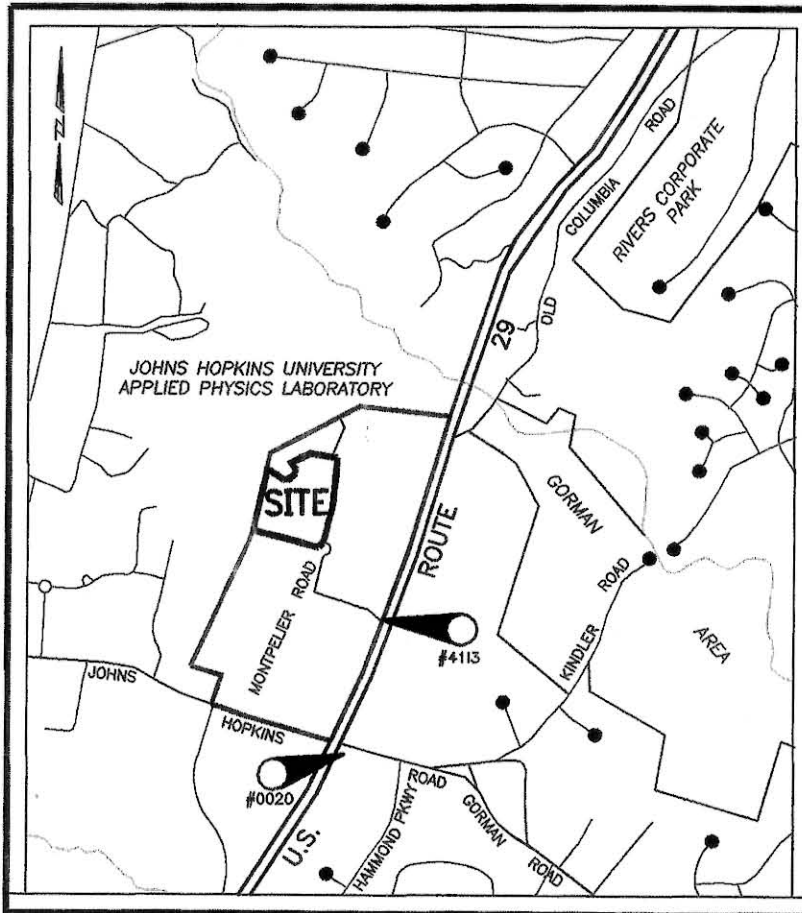 N
COLUMBIA ROAD
RIVERS CORPORATE
PARK
OLD
29
JOHNS HOPKINS UNIVERSITY
APPLIED PHYSICS LABORATORY
SITE
GORMAN
ROUTE
ROAD
MONTPELIER ROAD
KINDLER
AREA
#4113
JOHNS
HOPKINS
ROAD
#0020
HAMMOND PKWY
GORMAN
ROAD
U.S.